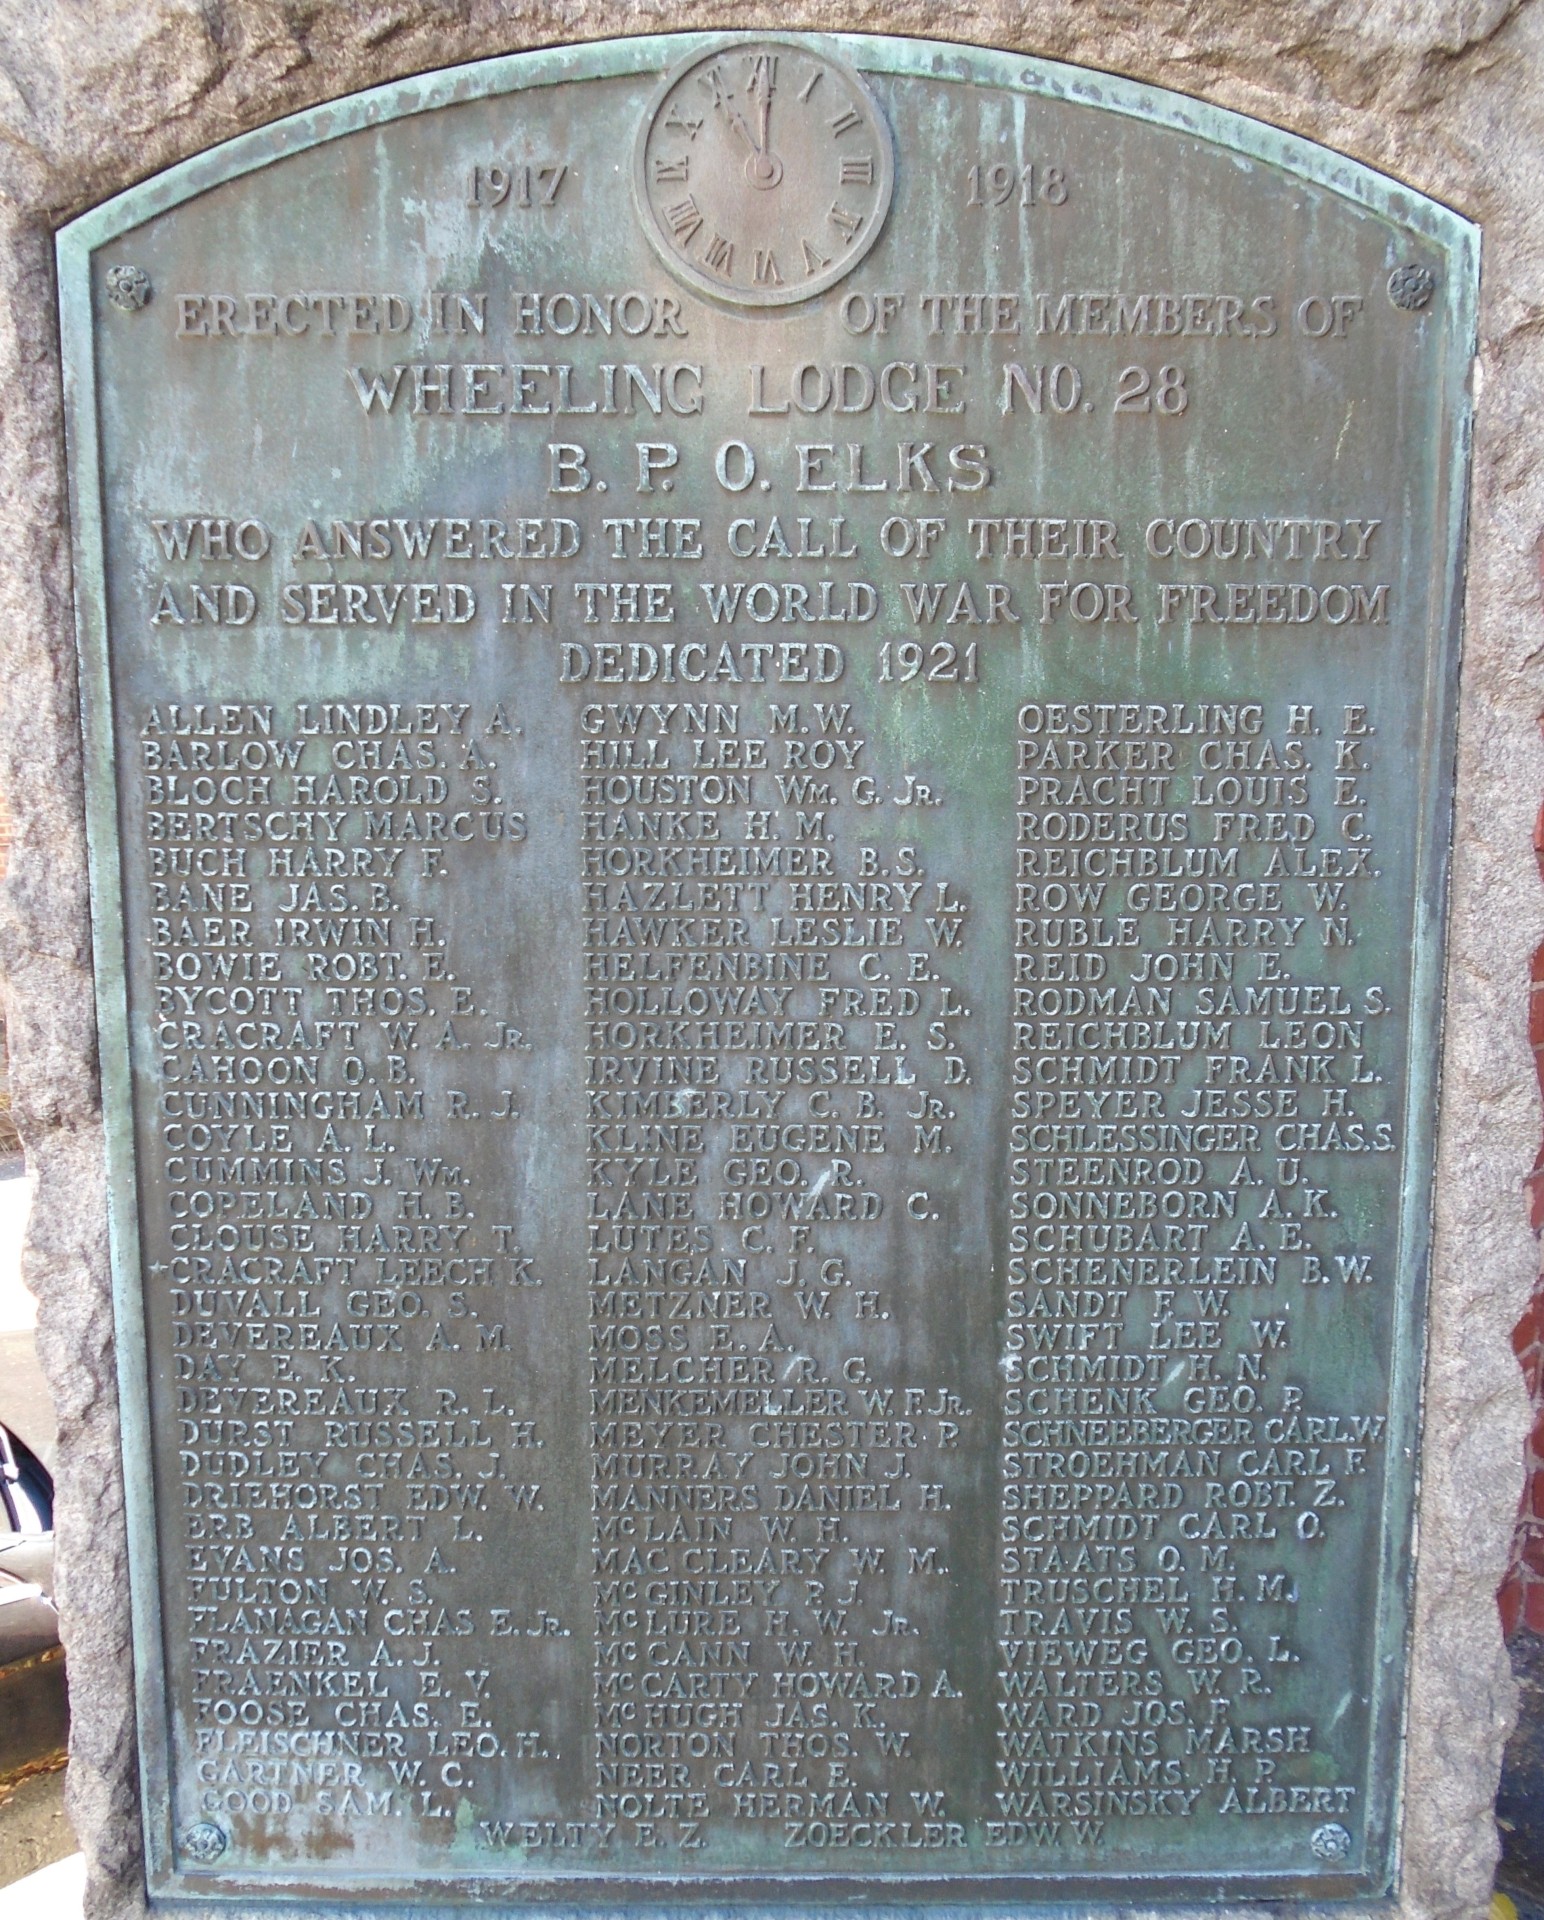 XII I II III IV V VI VII VIII IX X XI
1917 1918
ERECTED IN HONOR OF THE MEMBERS OF
WHEELING LODGE NO. 28
B. P. O. ELKS
WHO ANSWERED THE CALL OF THEIR COUNTRY
AND SERVED IN THE WORLD WAR FOR FREEDOM
DEDICATED 1921
ALLEN LINDLEY A.
BARLOW CHAS. A.
BLOCH HAROLD S.
BERTSCHY MARCUS
BUCH HARRY F.
BANE JAS. B.
BAER IRWIN H.
BOWIE ROBT. E.
BYCOTT THOS. E.
CRACRAFT W. A. JR.
CAHOON O. B.
CUNNINGHAM R. J.
COYLE A. L.
CUMMINS J. WM.
COPELAND H. B.
CLOUSE HARRY T.
+CRACRAFT LEECH K.
DUVALL GEO. S.
DEVEREAUX A. M.
DAY E. K.
DEVEREAUX R. L.
DURST RUSSELL H.
DUDLEY CHAS. J.
DRIEHORST EDW. W.
ERB ALBERT L.
EVANS JOS. A.
FULTON W. S.
FLANAGAN CHAS E. JR.
FRAZIER A. J.
FRAENKEL E. V.
FOOSE CHAS. E.
FLEISCHNER LEO. H.
GARTNER W. C.
GOOD SAM. L.
GWYNN M. W.
HILL LEE ROY
HOUSTON WM. G. JR.
HANKE H. M.
HORKHEIMER B. S.
HAZLETT HENRY L.
HAWKER LESLIE W.
HELFENBINE C. E.
HOLLOWAY FRED L.
HORKHEIMER E. S.
IRVINE RUSSELL D.
KIMBERLY C. B. JR.
KLINE EUGENE M.
KYLE GEO. R.
LANE HOWARD C.
LUTES C. F.
LANGAN J. G.
METZNER W. H.
MOSS E. A.
MELCHER R. G.
MENKEMELLER W. F. JR.
MEYER CHESTER P.
MURRAY JOHN J.
MANNERS DANIEL H.
MCLAIN W. H.
MAC CLEARY W. M.
MCGINLEY P. J.
MCLURE H. W. JR.
MCCANN W. H.
MCCARTY HOWARD A.
MCHUGH JAS. K.
NORTON THOS. W.
NEER CARL E.
NOLTE HERMAN W.
OESTERLING H. E.
PARKER CHAS. K.
PRACHT LOUIS E.
RODERUS FRED C.
REICHBLUM ALEX.
ROW GEORGE W.
RUBLE HARRY N.
REID JOHN E.
RODMAN SAMUEL S.
REICHBLUM LEON
SCHMIDT FRANK L.
SPEYER JESSE H.
SCHLESSINGER CHAS. S.
STEENROD A. U.
SONNEBORN A. K.
SCHUBART A. E.
SCHENERLEIN B. W.
SANDT F. W.
SWIFT LEE W.
SCHMIDT H. N.
SCHENK GEO. P.
SCHNEEBERGER CARL. W.
STROEHMAN CARL F.
SHEPPARD ROBT. Z.
SCHMIDT CARL O.
STAATS O. M.
TRUSCHEL H. M.
TRAVIS W. S.
VIEWEG GEO. L.
WALTERS W. R.
WARD JOS. F.
WATKINS MARSH
WILLIAMS H. P.
WARSINSKY ALBERT
WELTY E. Z. ZOECKLER EDW. W.